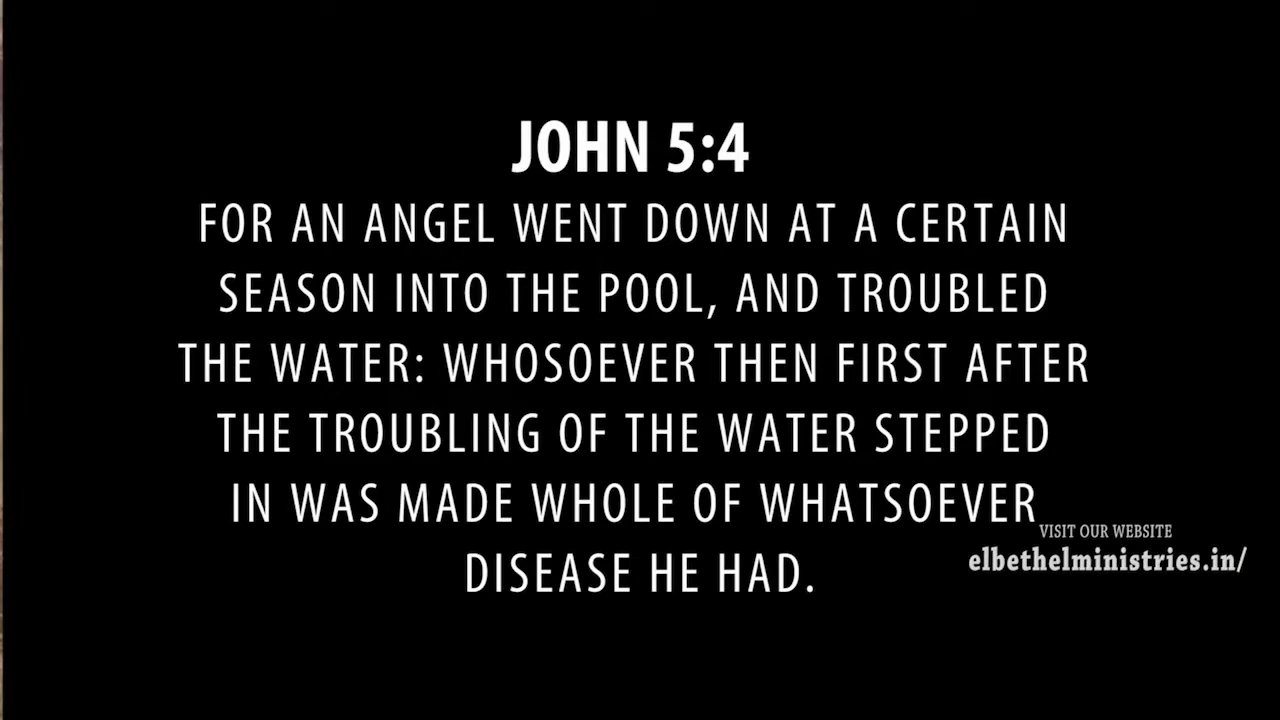 JOHN 5:4
FOR AN ANGEL WENT DOWN AT A CERTAIN
SEASON INTO THE POOL, AND TROUBLED
THE WATER: WHOSOEVER THEN FIRST AFTER
THE TROUBLING OF THE WATER STEPPED
IN WAS MADE WHOLE OF WHATSOEVER
DISEASE HE HAD.
VISIT OUR WEBSITE
elbethelministries.in/